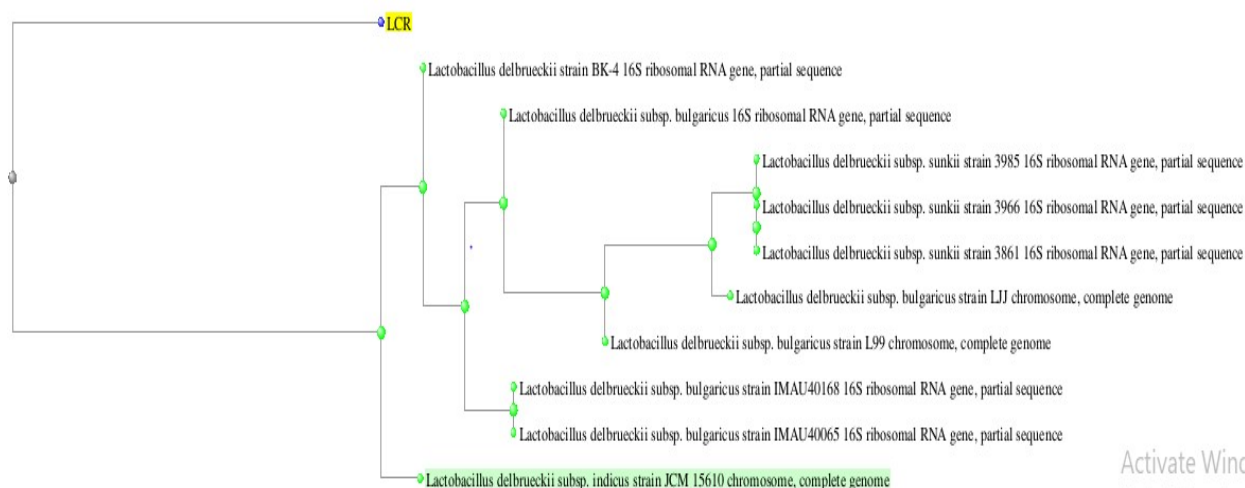 LCR
Lactobacillus delbrueckii strain BK-4 16S ribosomal RNA gene, partial sequence
Lactobacillus delbrueckii subsp. bulgaricus 16S ribosomal RNA gene, partial sequence
Lactobacillus delbrueckii subsp. sunkii strain 3985 16S ribosomal RNA gene, partial sequence
Lactobacillus delbrueckii subsp. sunkii strain 3966 16S ribosomal RNA gene, partial sequence
Lactobacillus delbrueckii subsp. sunkii strain 3861 16S ribosomal RNA gene, partial sequence
Lactobacillus delbrueckii subsp. bulgaricus strain LJJ chromosome, complete genome
Lactobacillus delbrueckii subsp. bulgaricus strain L99 chromosome, complete genome
Lactobacillus delbrueckii subsp. bulgaricus strain IMAU40168 16S ribosomal RNA gene, partial sequence
Lactobacillus delbrueckii subsp. bulgaricus strain IMAU40065 16S ribosomal RNA gene, partial sequence
Lactobacillus delbrueckii subsp. indicus strain JCM 15610 chromosome, complete genome
Activate Wind